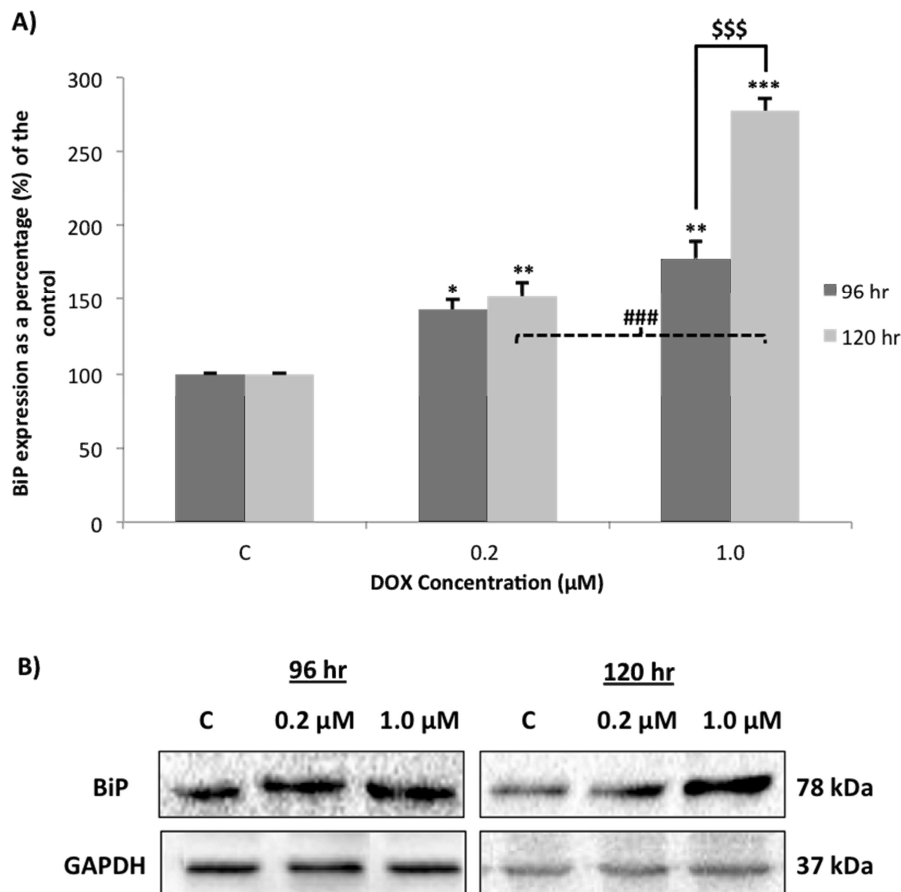 A)
$$$
***
**
**
*
###
300
250
200
150
100
50
0
BiP expression as a percentage (%) of the
control
C 0.2 1.0
DOX Concentration (µM)
96 hr
120 hr
B)
96 hr 120 hr
C 0.2 µM 1.0 µM C 0.2 µM 1.0 µM
BiP 78 kDa
GAPDH 37 kDa